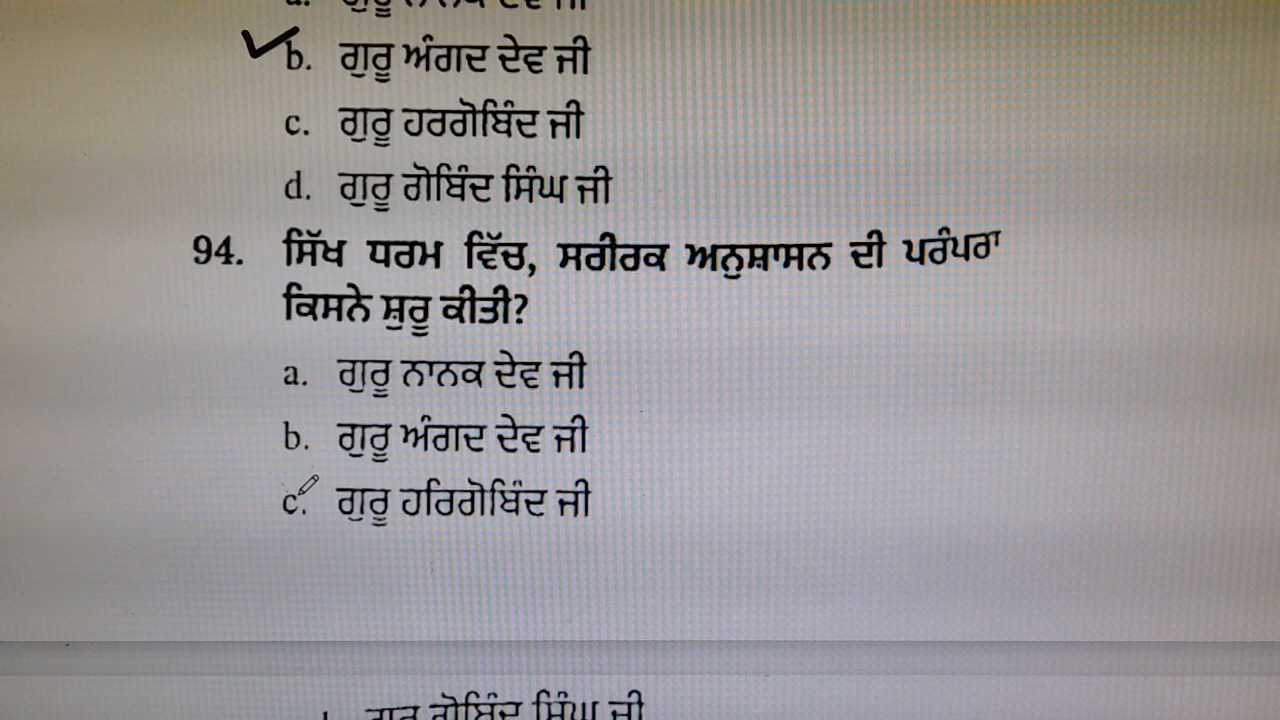 b. ਗੁਰੂ ਅੰਗਦ ਦੇਵ ਜੀ
c. ਗੁਰੂ ਹਰਗੋਬਿੰਦ ਜੀ
d. ਗੁਰੂ ਗੋਬਿੰਦ ਸਿੰਘ ਜੀ
94. ਸਿੱਖ ਧਰਮ ਵਿੱਚ, ਸਰੀਰਕ ਅਨੁਸ਼ਾਸਨ ਦੀ ਪਰੰਪਰਾ
ਕਿਸਨੇ ਸ਼ੁਰੂ ਕੀਤੀ?
a. ਗੁਰੂ ਨਾਨਕ ਦੇਵ ਜੀ
b. ਗੁਰੂ ਅੰਗਦ ਦੇਵ ਜੀ
c. ਗੁਰੂ ਹਰਿਗੋਬਿੰਦ ਜੀ
ਗੁਰੂ ਗੋਬਿੰਦ ਸਿੰਘ ਜੀ